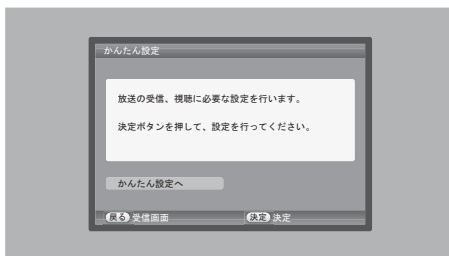 かんたん設定
放送の受信、視聴に必要な設定を行います。
決定ボタンを押して、設定を行ってください。
かんたん設定へ
戻る 受信画面 決定 決定